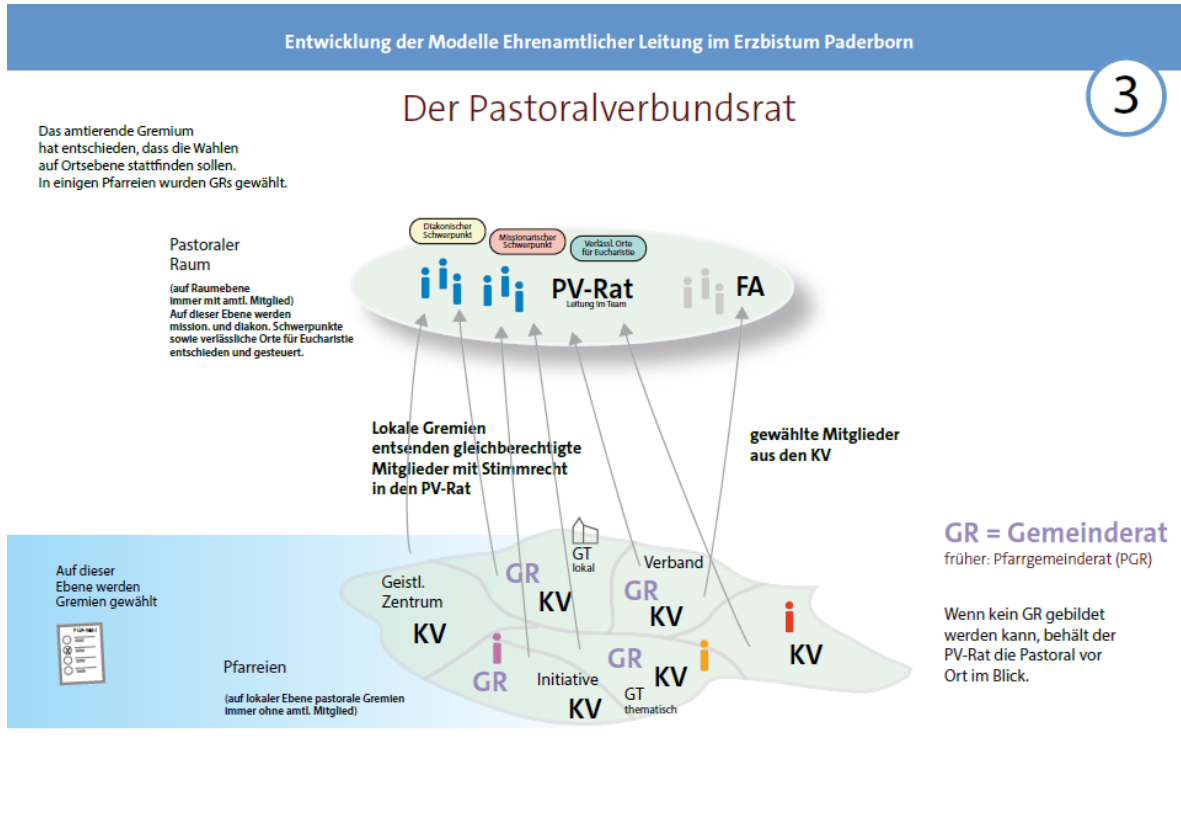 Entwicklung der Modelle Ehrenamtlicher Leitung im Erzbistum Paderborn
3
Der Pastoralverbundsrat
Das amtierende Gremium
hat entschieden, dass die Wahlen
auf Ortsebene stattfinden sollen.
In einigen Pfarreien wurden GRs gewählt.
Diakonischer
Schwerpunkt
Missionarischer
Schwerpunkt
Verlässl. Orte
für Eucharistie
Pastoraler
Raum
(auf Raumebene
immer mit amtl. Mitglied)
Auf dieser Ebene werden
mission. und diakon. Schwerpunkte
sowie verlässliche Orte für Eucharistie
entschieden und gesteuert.
PV-Rat
Leitung im Team
FA
Lokale Gremien
entsenden gleichberechtigte
Mitglieder mit Stimmrecht
in den PV-Rat
gewählte Mitglieder
aus den KV
GR = Gemeinderat
früher: Pfarrgemeinderat (PGR)
Wenn kein GR gebildet
werden kann, behält der
PV-Rat die Pastoral vor
Ort im Blick.
Auf dieser
Ebene werden
Gremien gewählt
Geistl.
Zentrum
KV
GT
lokal
GR
KV
Verband
GR
KV
KV
GR
Initiative
KV
GR
KV
GT
thematisch
Pfarreien
(auf lokaler Ebene pastorale Gremien
immer ohne amtl. Mitglied)